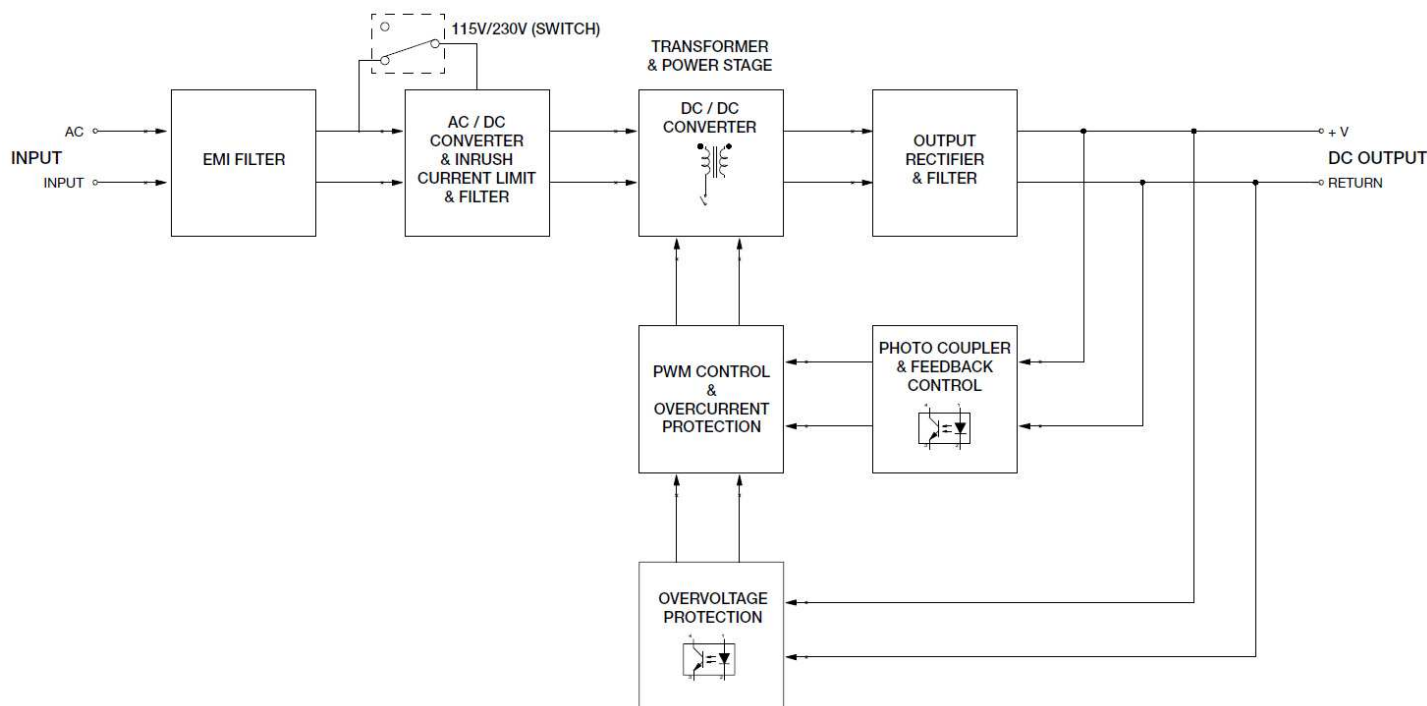 115V/230V (SWITCH)
TRANSFORMER
& POWER STAGE
AC
INPUT
INPUT
EMI FILTER
AC / DC
CONVERTER
& INRUSH
CURRENT LIMIT
& FILTER
DC / DC
CONVERTER
OUTPUT
RECTIFIER
& FILTER
+ V
DC OUTPUT
RETURN
PWM CONTROL
&
OVERCURRENT
PROTECTION
PHOTO COUPLER
& FEEDBACK
CONTROL
OVERVOLTAGE
PROTECTION